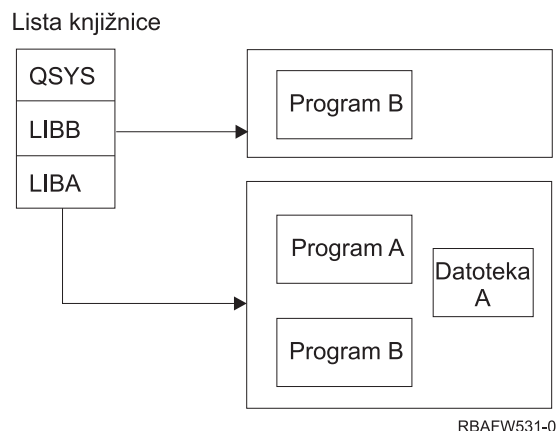 Lista knjižnice
QSYS
LIBB
LIBA
Program B
Program A
Datoteka
A
Program B
RBAFW531-0